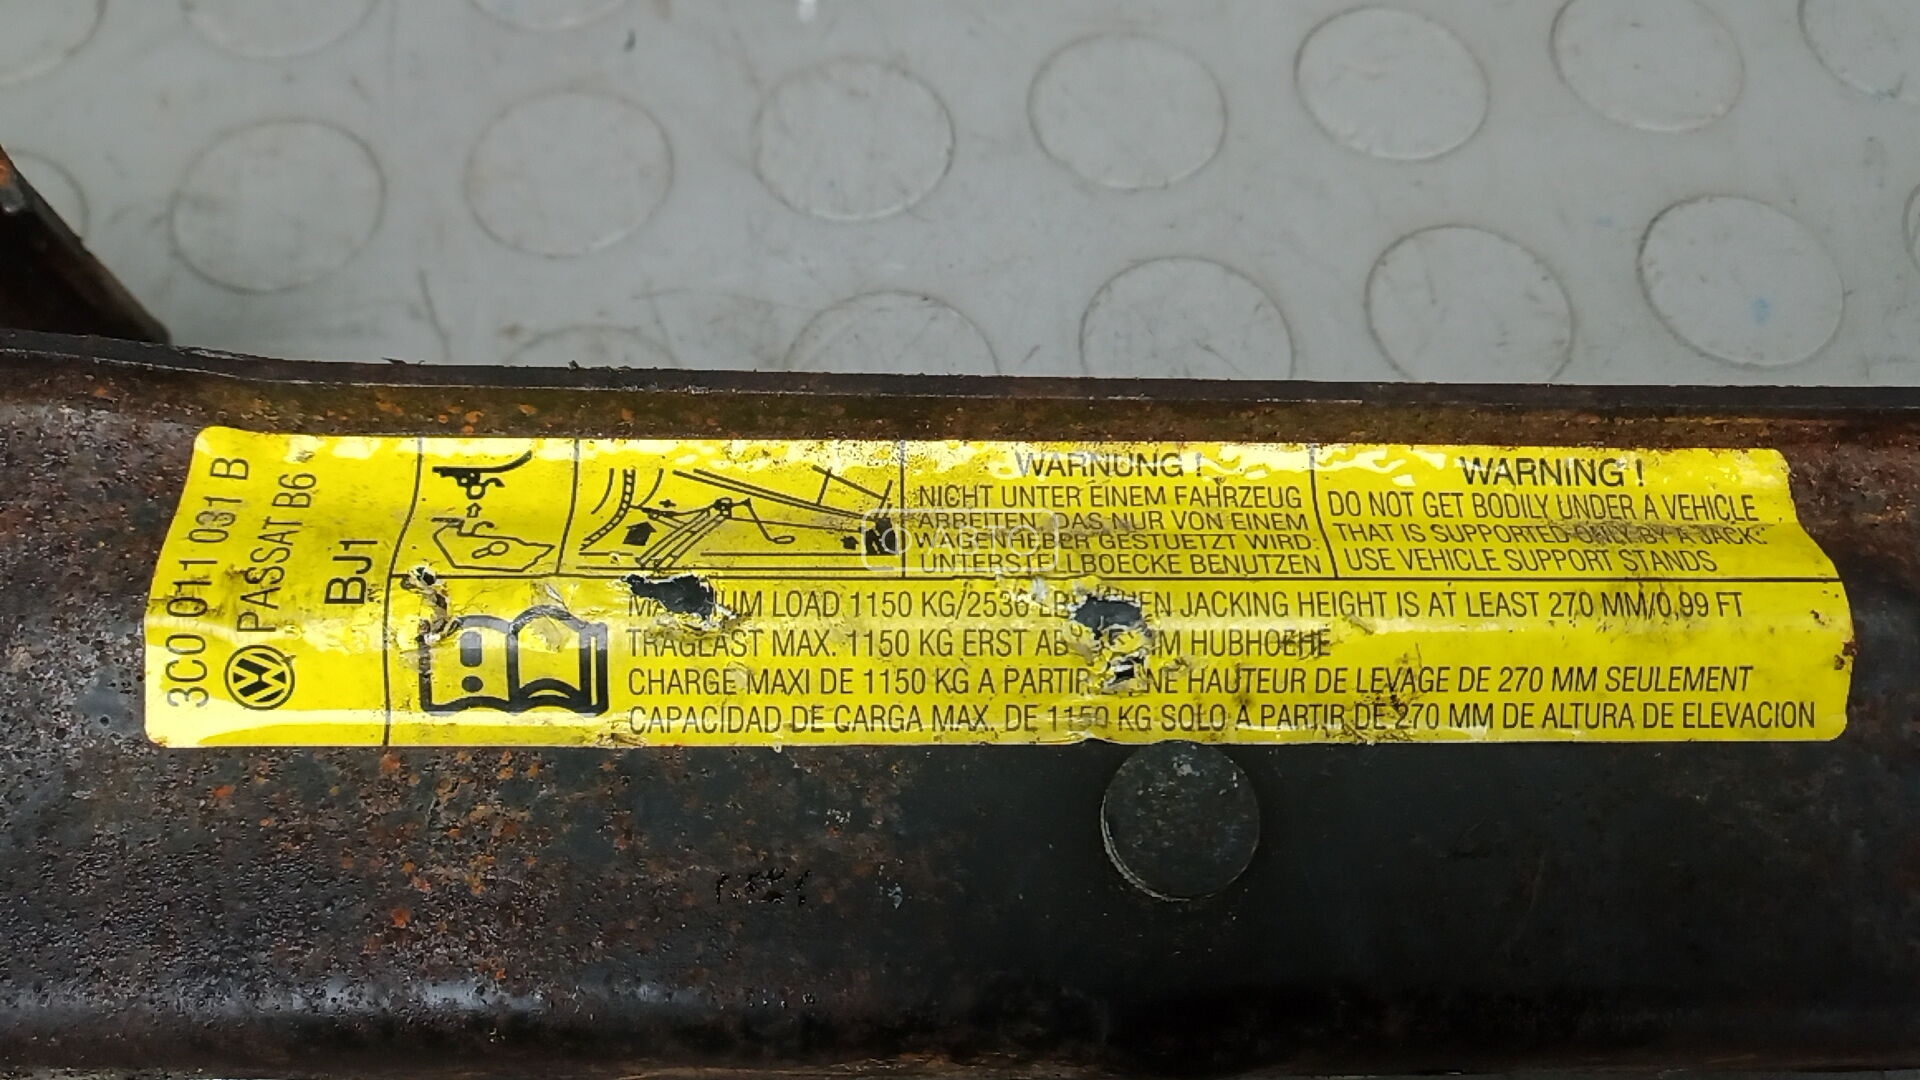 3C0 011 031 B
PASSAT B6
BJ1
WARNUNG !
NICHT UNTER EINEM FAHRZEUG
ARBEITEN, DAS NUR VON EINEM
WAGENHEBER GESTUETZT WIRD:
UNTERSTELLBOECKE BENUTZEN
WARNING !
DO NOT GET BODILY UNDER A VEHICLE
THAT IS SUPPORTED ONLY BY A JACK:
USE VEHICLE SUPPORT STANDS
LOAD 1150 KG/2536 JACKING HEIGHT IS AT LEAST 270 MM/0,99 FT
TRAGLAST MAX. 1150 KG ERST AB HUBHOEHE
CHARGE MAXI DE 1150 KG A PARTIR HAUTEUR DE LEVAGE DE 270 MM SEULEMENT
CAPACIDAD DE CARGA MAX. DE 1150 KG SOLO A PARTIR DE 270 MM DE ALTURA DE ELEVACION